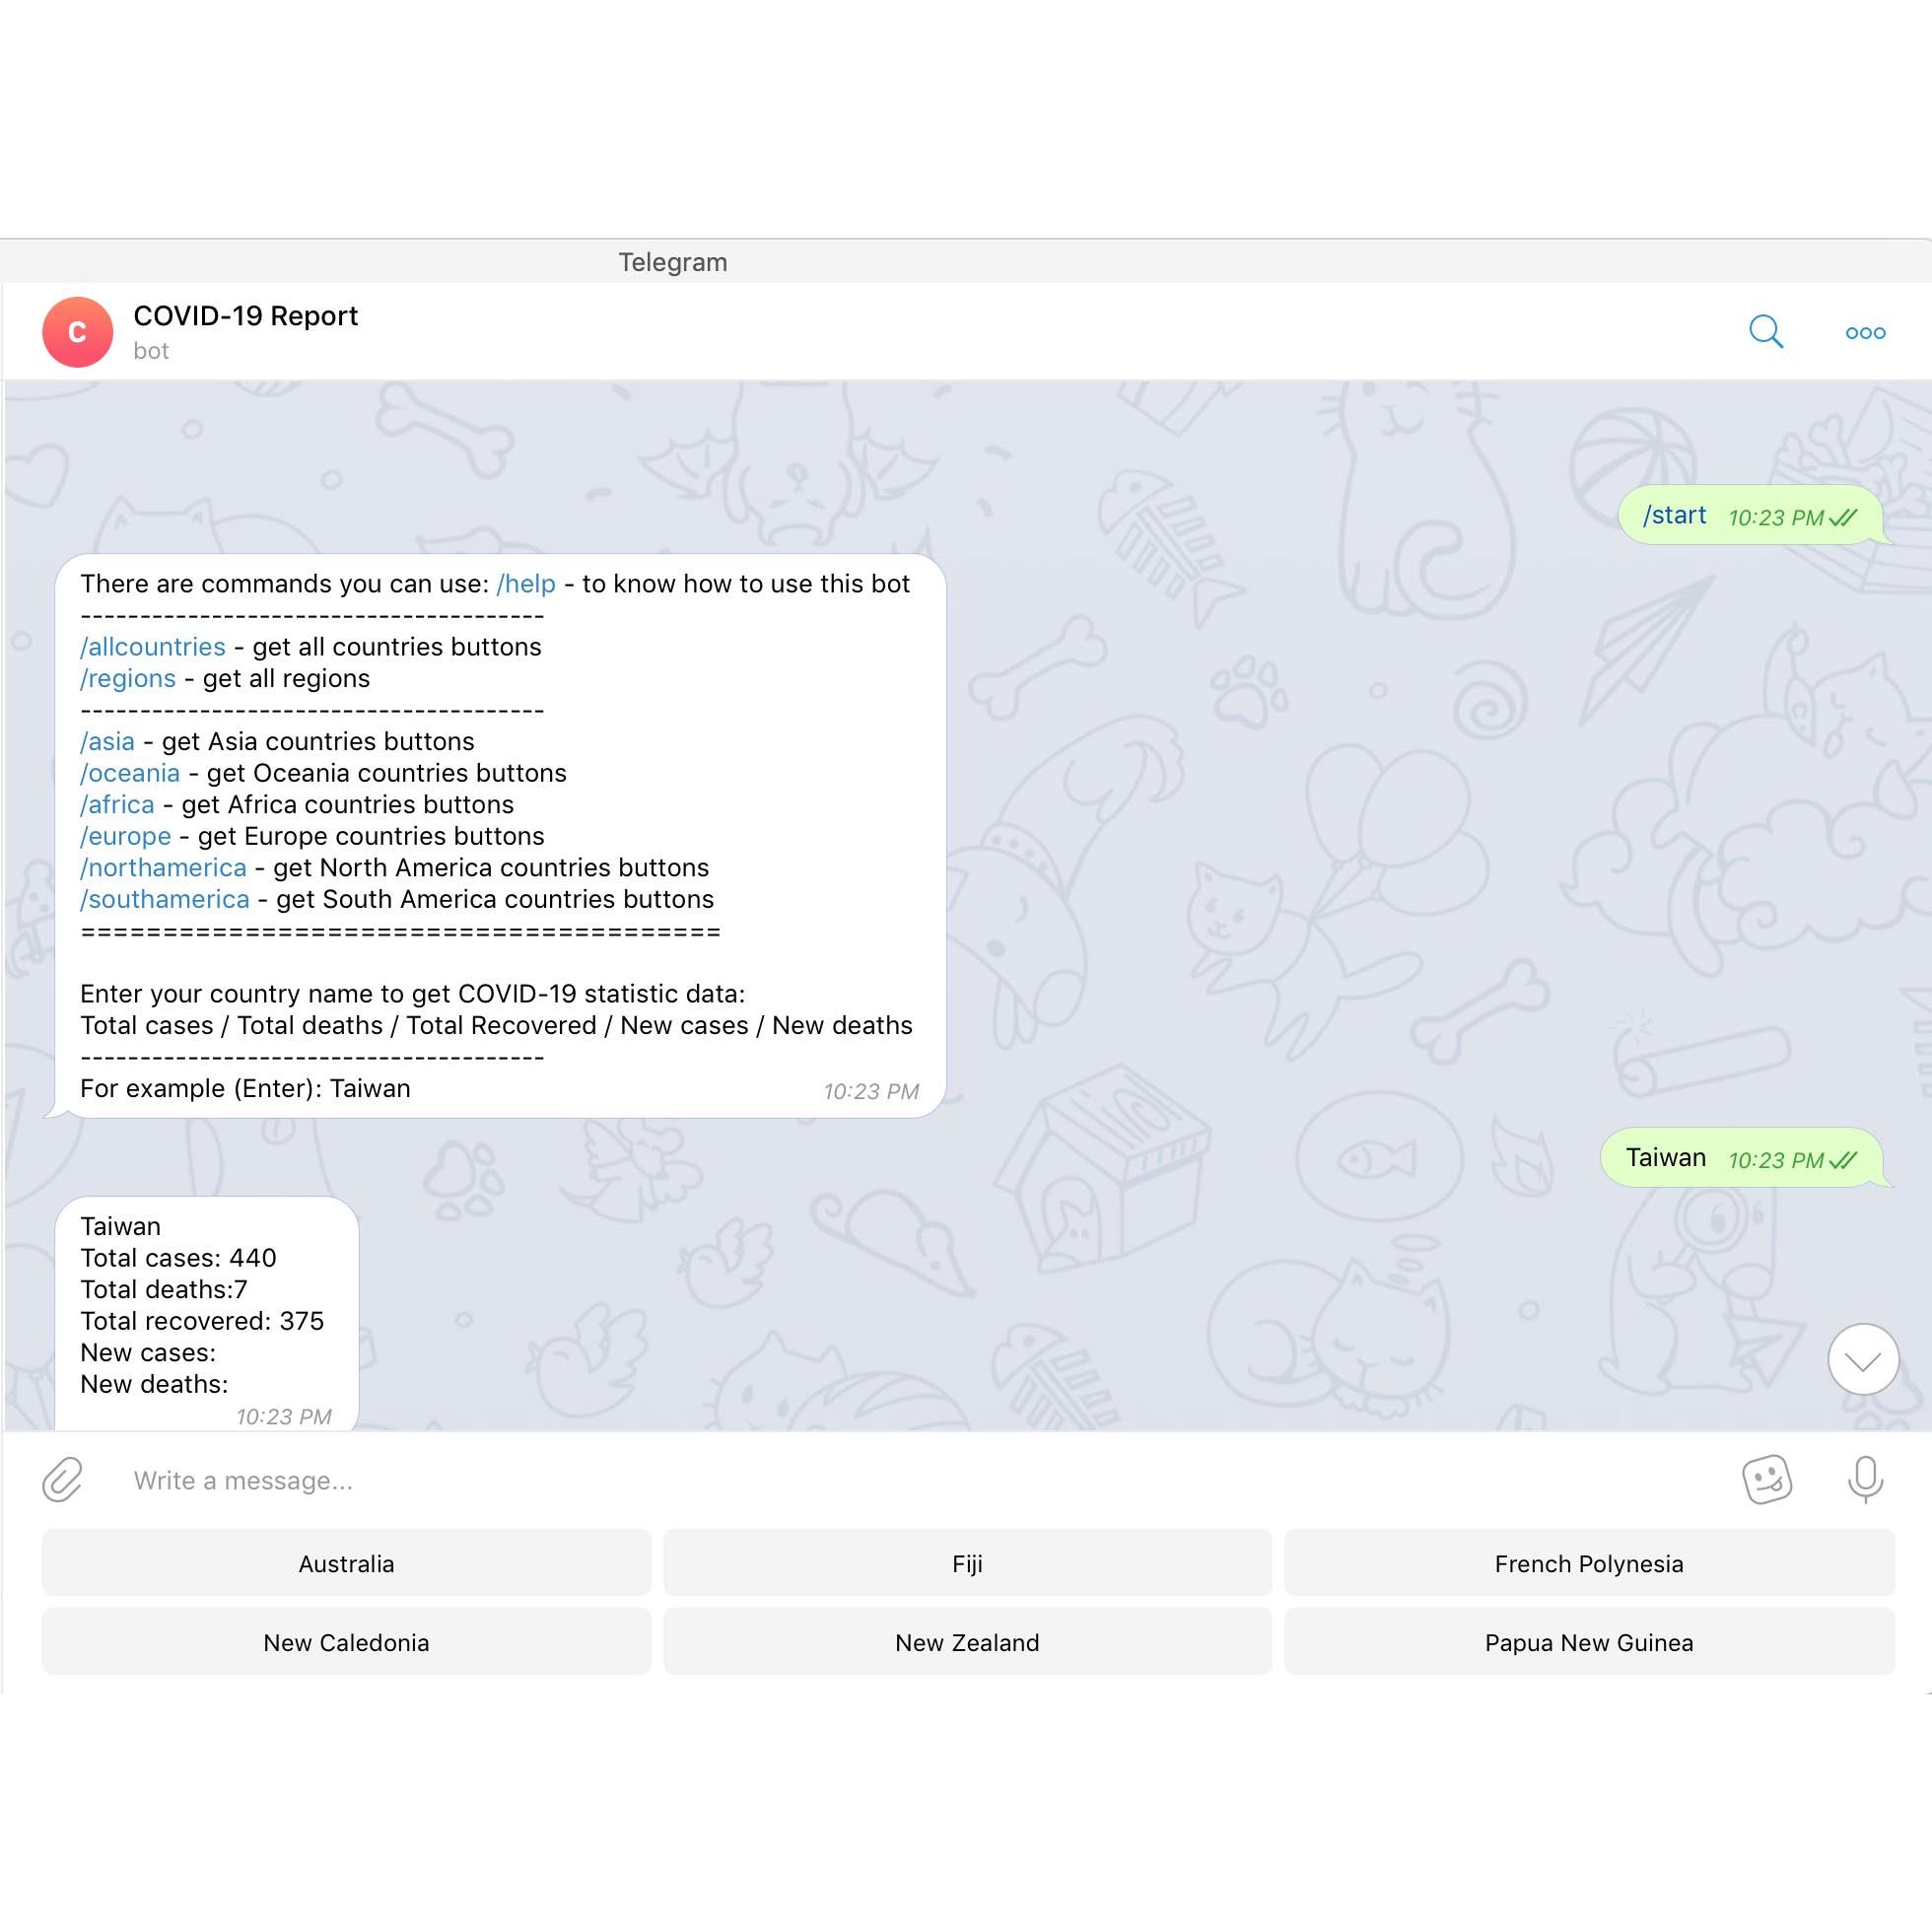 Telegram
C
COVID-19 Report
bot
/start 10:23 PM
There are commands you can use: /help - to know how to use this bot
---------------------------------------
/allcountries - get all countries buttons
/regions - get all regions
---------------------------------------
/asia - get Asia countries buttons
/oceania - get Oceania countries buttons
/africa - get Africa countries buttons
/europe - get Europe countries buttons
/northamerica - get North America countries buttons
/southamerica - get South America countries buttons
=======================================
Enter your country name to get COVID-19 statistic data:
Total cases / Total deaths / Total Recovered / New cases / New deaths
---------------------------------------
For example (Enter): Taiwan 10:23 PM
Taiwan 10:23 PM
Taiwan
Total cases: 440
Total deaths:7
Total recovered: 375
New cases:
New deaths:
10:23 PM
Write a message...
Australia Fiji French Polynesia
New Caledonia New Zealand Papua New Guinea